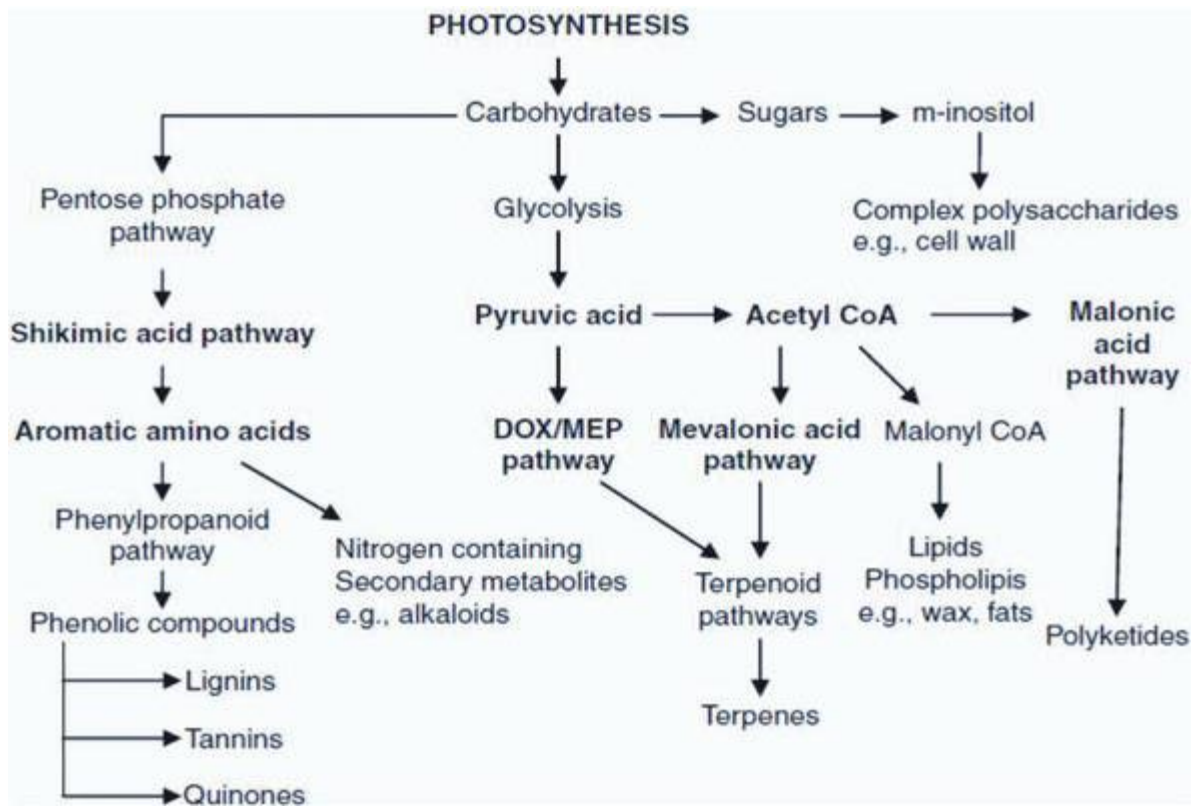 PHOTOSYNTHESIS
Carbohydrates
Sugars
m-inositol
Pentose phosphate
pathway
Glycolysis
Complex polysaccharides
e.g., cell wall
Shikimic acid pathway
Pyruvic acid
Acetyl CoA
Malonic
acid
pathway
Aromatic amino acids
DOX/MEP
pathway
Mevalonic acid
pathway
Malonyl CoA
Phenylpropanoid
pathway
Nitrogen containing
Secondary metabolites
e.g., alkaloids
Terpenoid
pathways
Lipids
Phospholipis
e.g., wax, fats
Phenolic compounds
Polyketides
Lignins
Terpenes
Tannins
Quinones